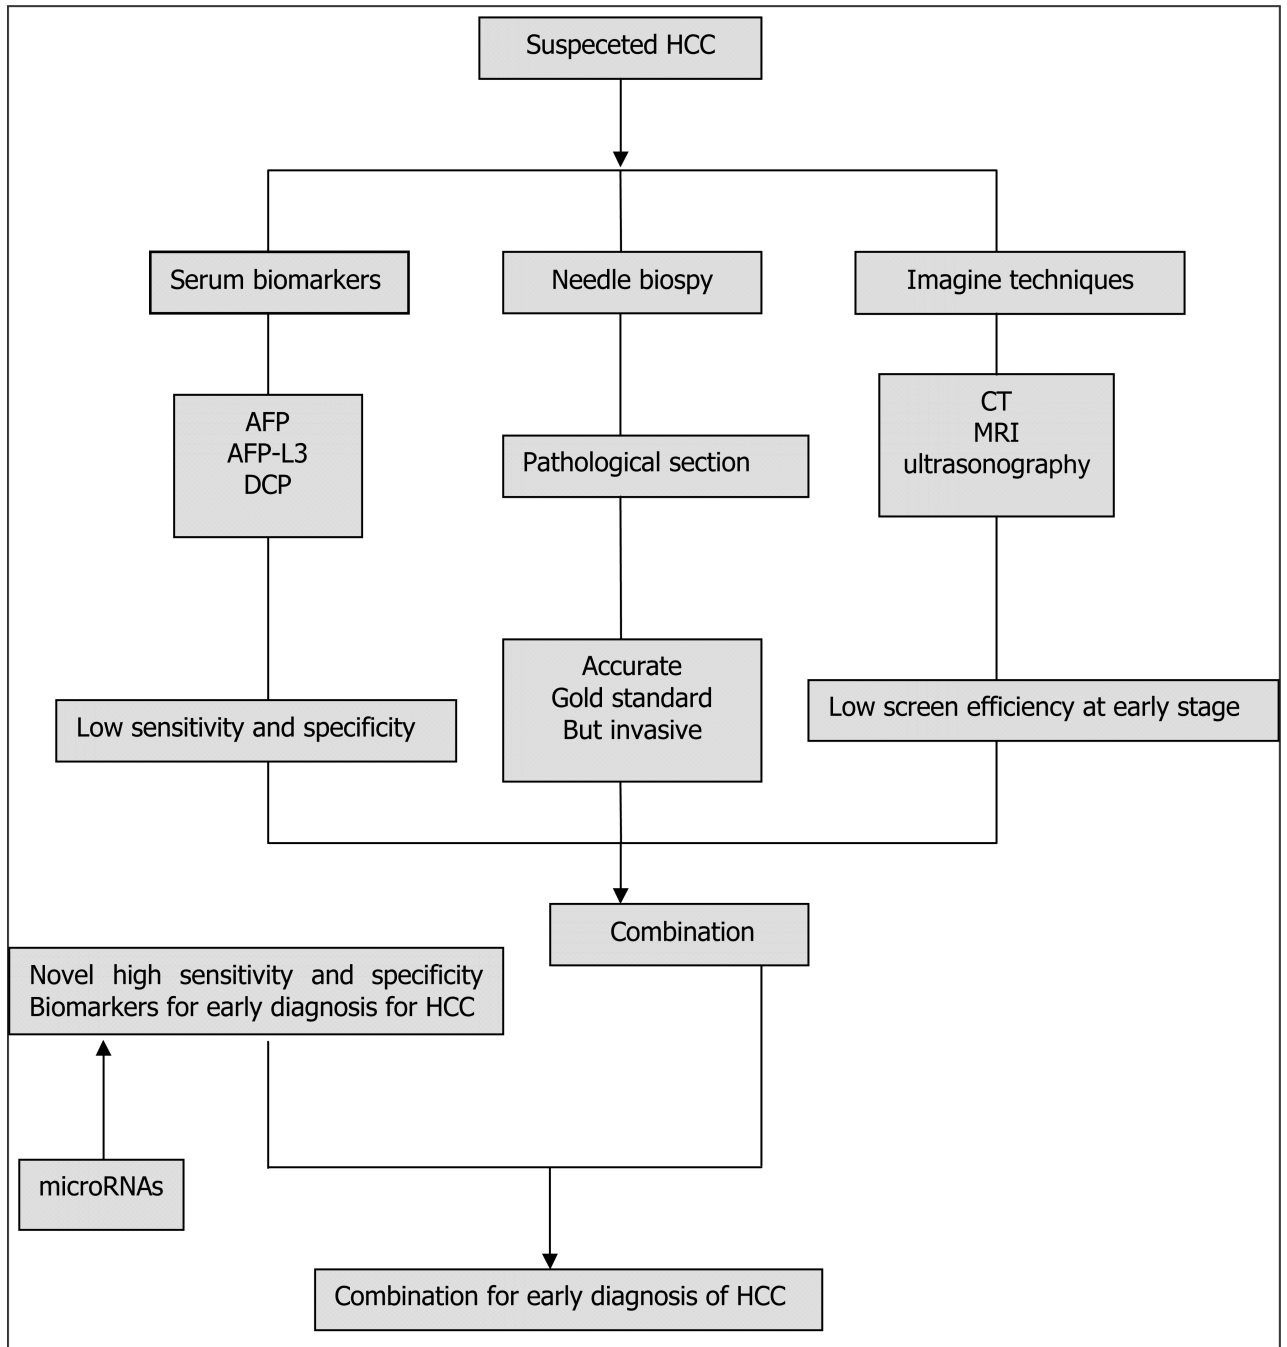 Suspeceted HCC
Serum biomarkers
Needle biospy
Imagine techniques
AFP
AFP-L3
DCP
Pathological section
CT
MRI
ultrasonography
Low sensitivity and specificity
Accurate
Gold standard
But invasive
Low screen efficiency at early stage
Combination
Novel high sensitivity and specificity
Biomarkers for early diagnosis for HCC
microRNAs
Combination for early diagnosis of HCC